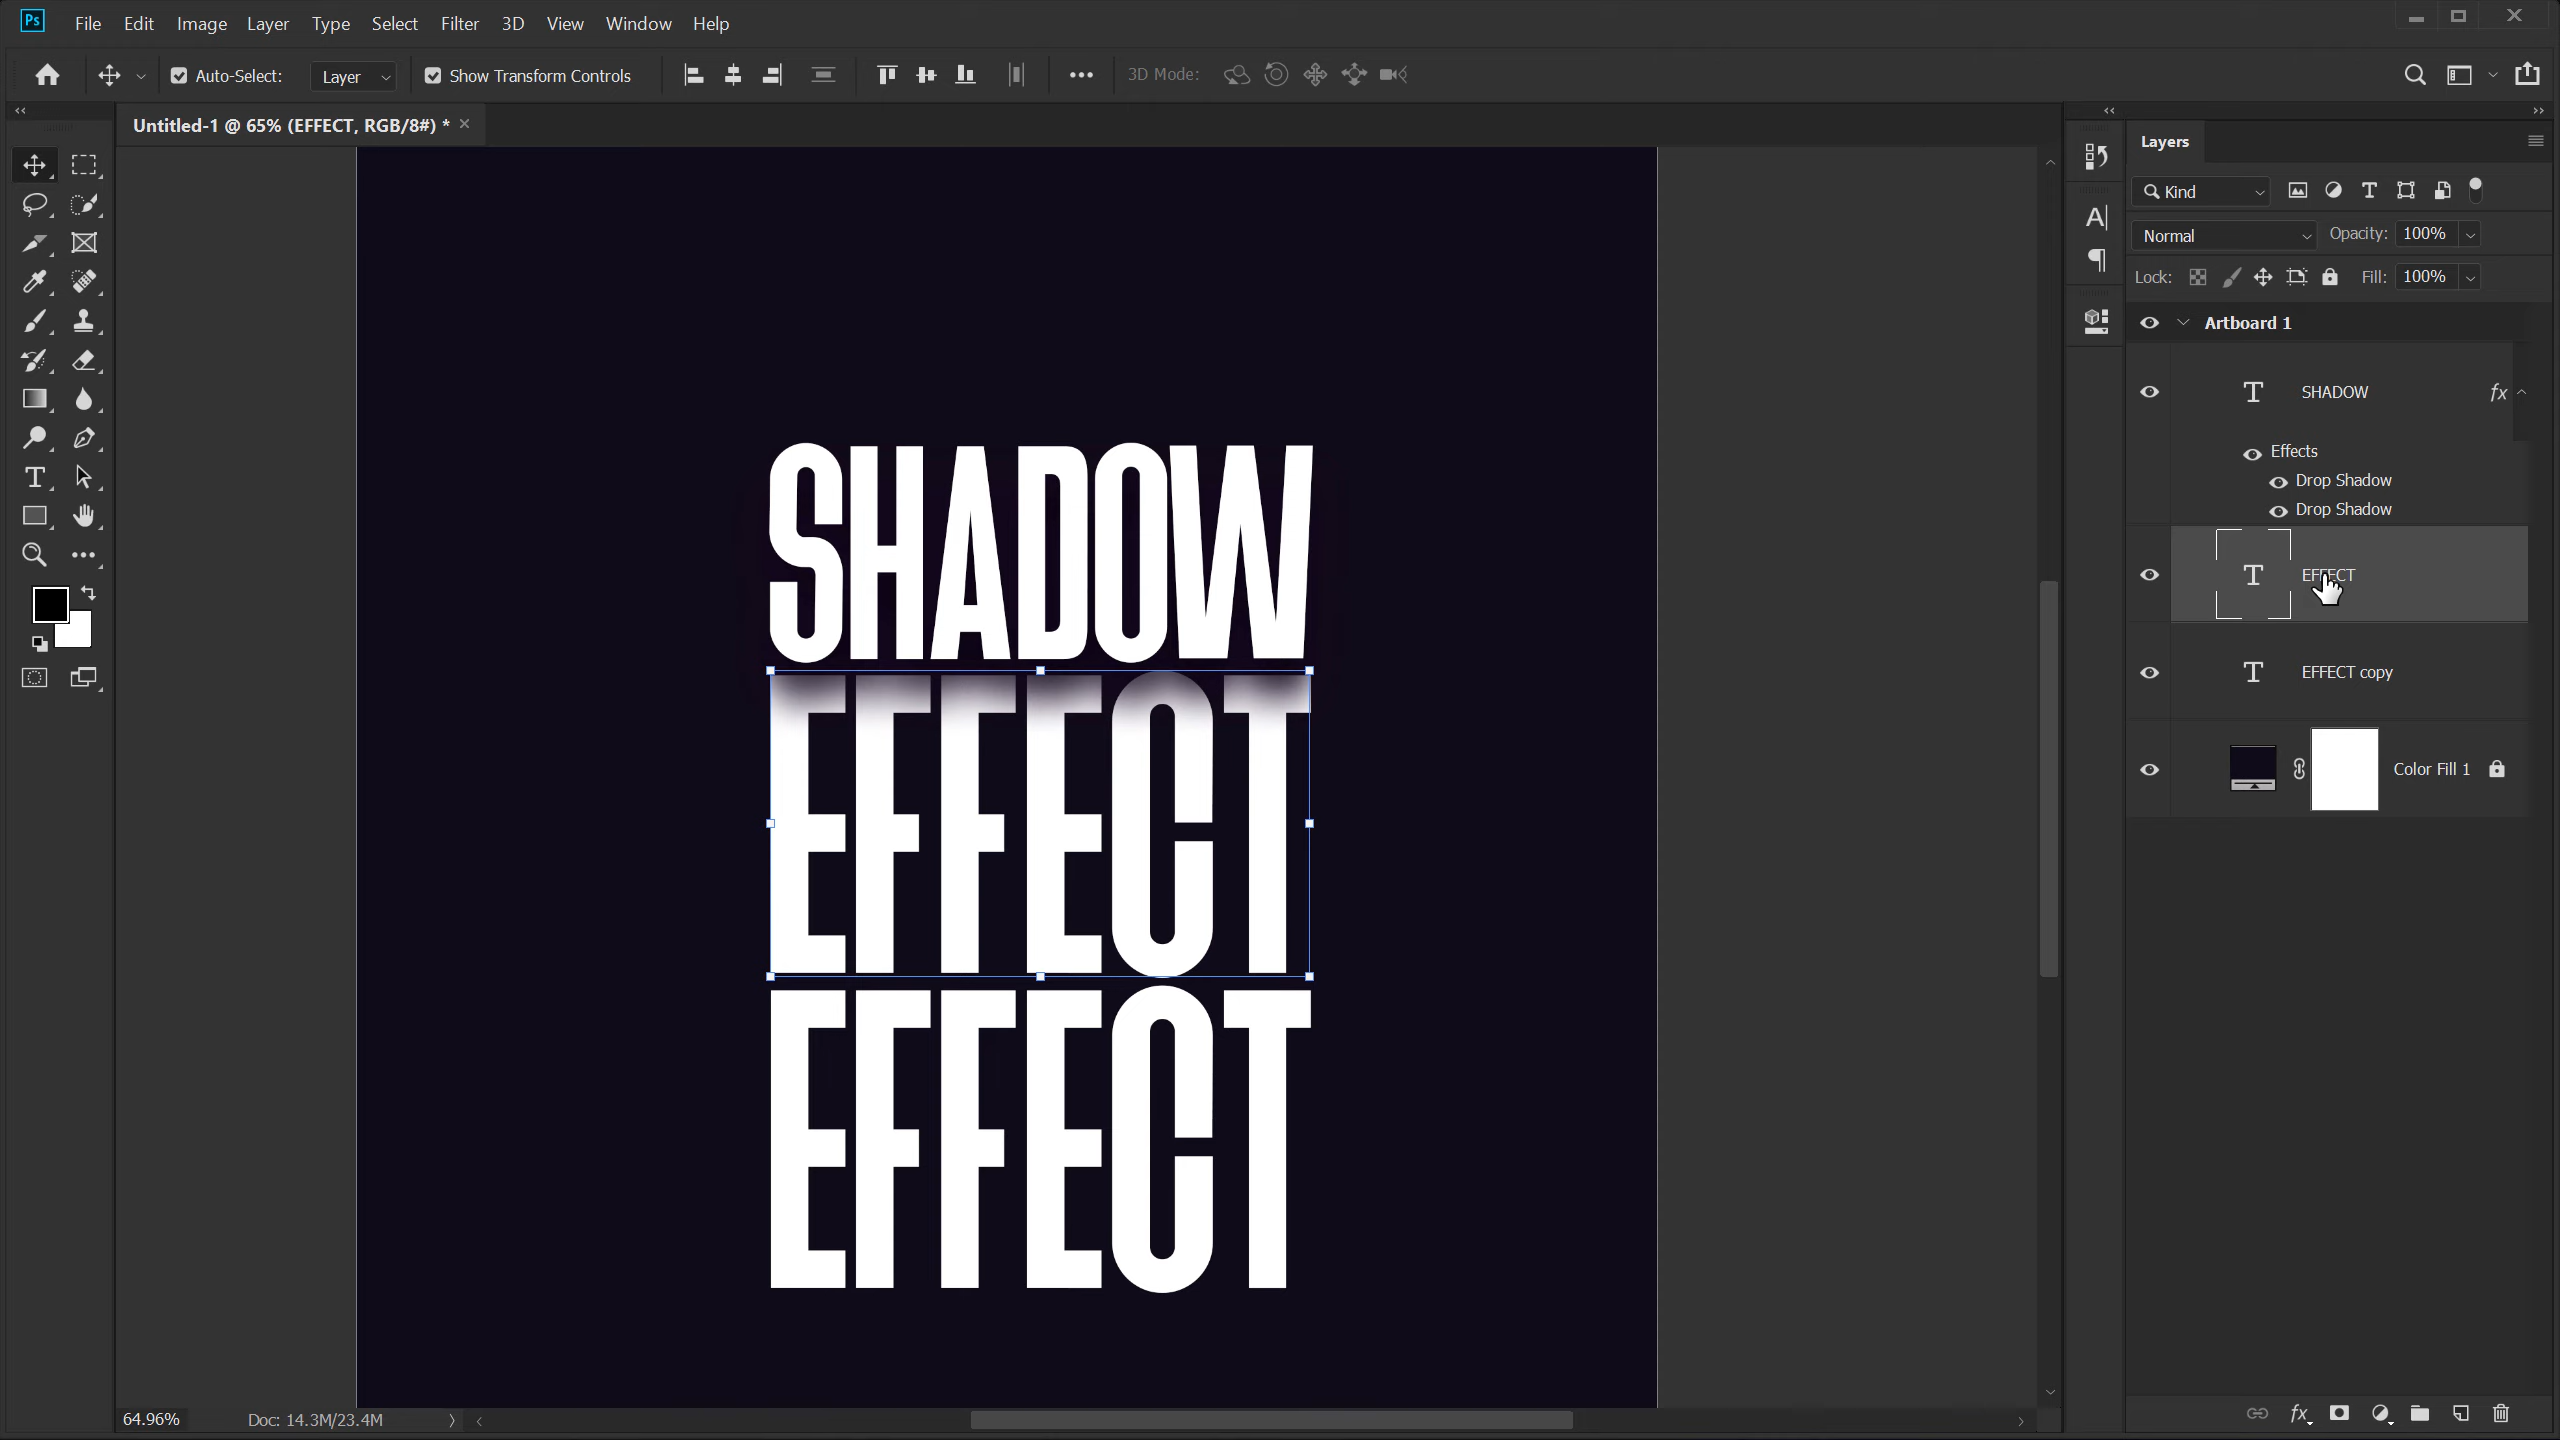 Ps File Edit Image Layer Type Select Filter 3D View Window Help
Auto-Select: Layer Show Transform Controls 3D Mode:
Untitled-1 @ 65% (EFFECT, RGB/8#) *
Layers
Kind
Normal Opacity: 100%
Lock: Fill: 100%
Artboard 1
SHADOW fx
Effects
Drop Shadow
Drop Shadow
EFFECT
EFFECT copy
Color Fill 1
SHADOW
EFFECT
EFFECT
64.96% Doc: 14.3M/23.4M
fx